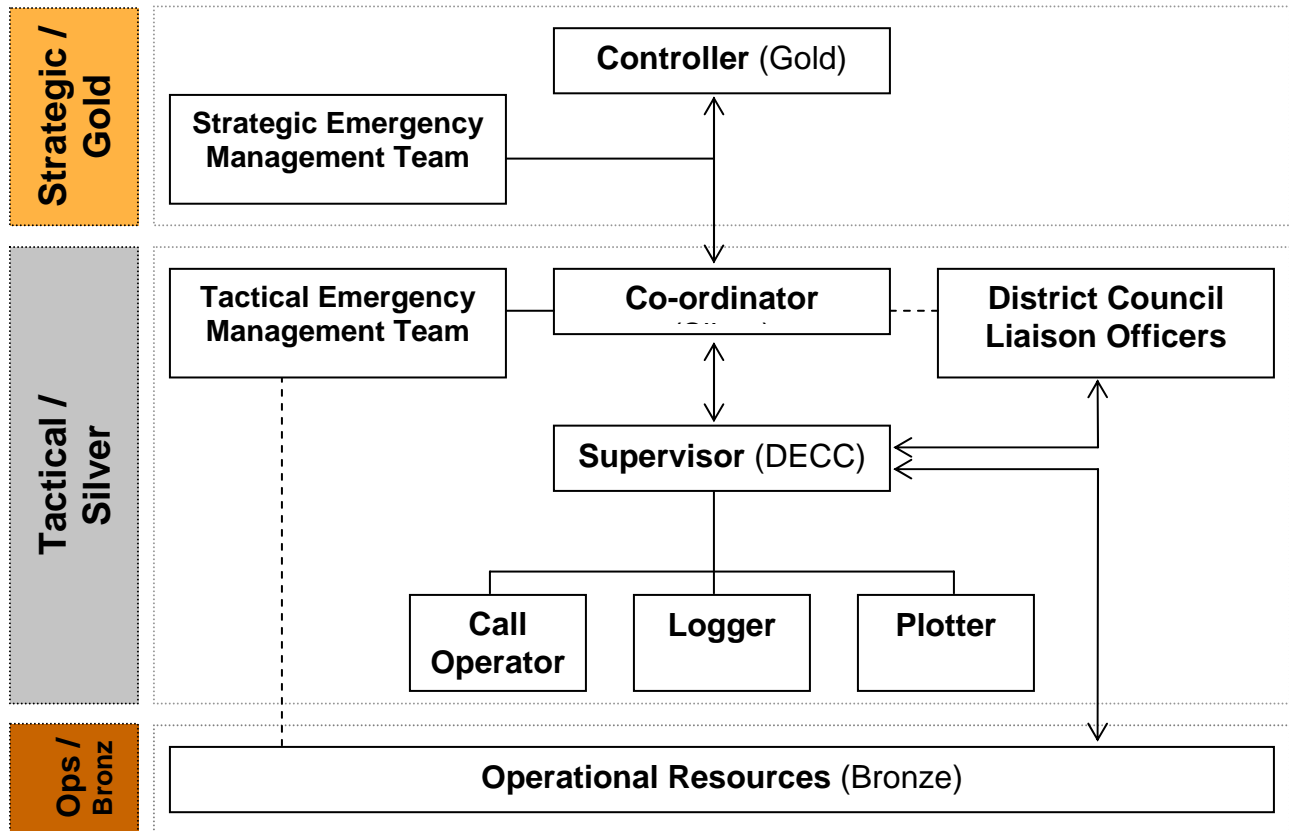 Strategic /
Gold
Controller (Gold)
Strategic Emergency
Management Team
Tactical /
Silver
Tactical Emergency
Management Team
Co-ordinator
District Council
Liaison Officers
Supervisor (DECC)
Call
Operator
Logger
Plotter
Ops /
Bronz
Operational Resources (Bronze)